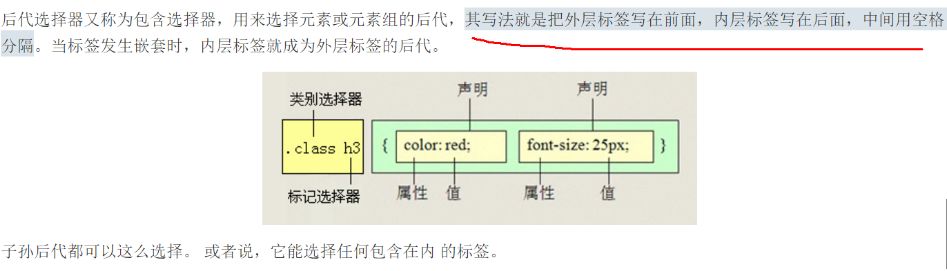 后代选择器又称为包含选择器，用来选择元素或元素组的后代，其写法就是把外层标签写在前面，内层标签写在后面，中间用空格
分隔。当标签发生嵌套时，内层标签就成为外层标签的后代。
类别选择器 声明 声明
.class h3 { color: red; font-size: 25px; }
标记选择器 属性 值 属性 值
子孙后代都可以这么选择。 或者说，它能选择任何包含在内 的标签。